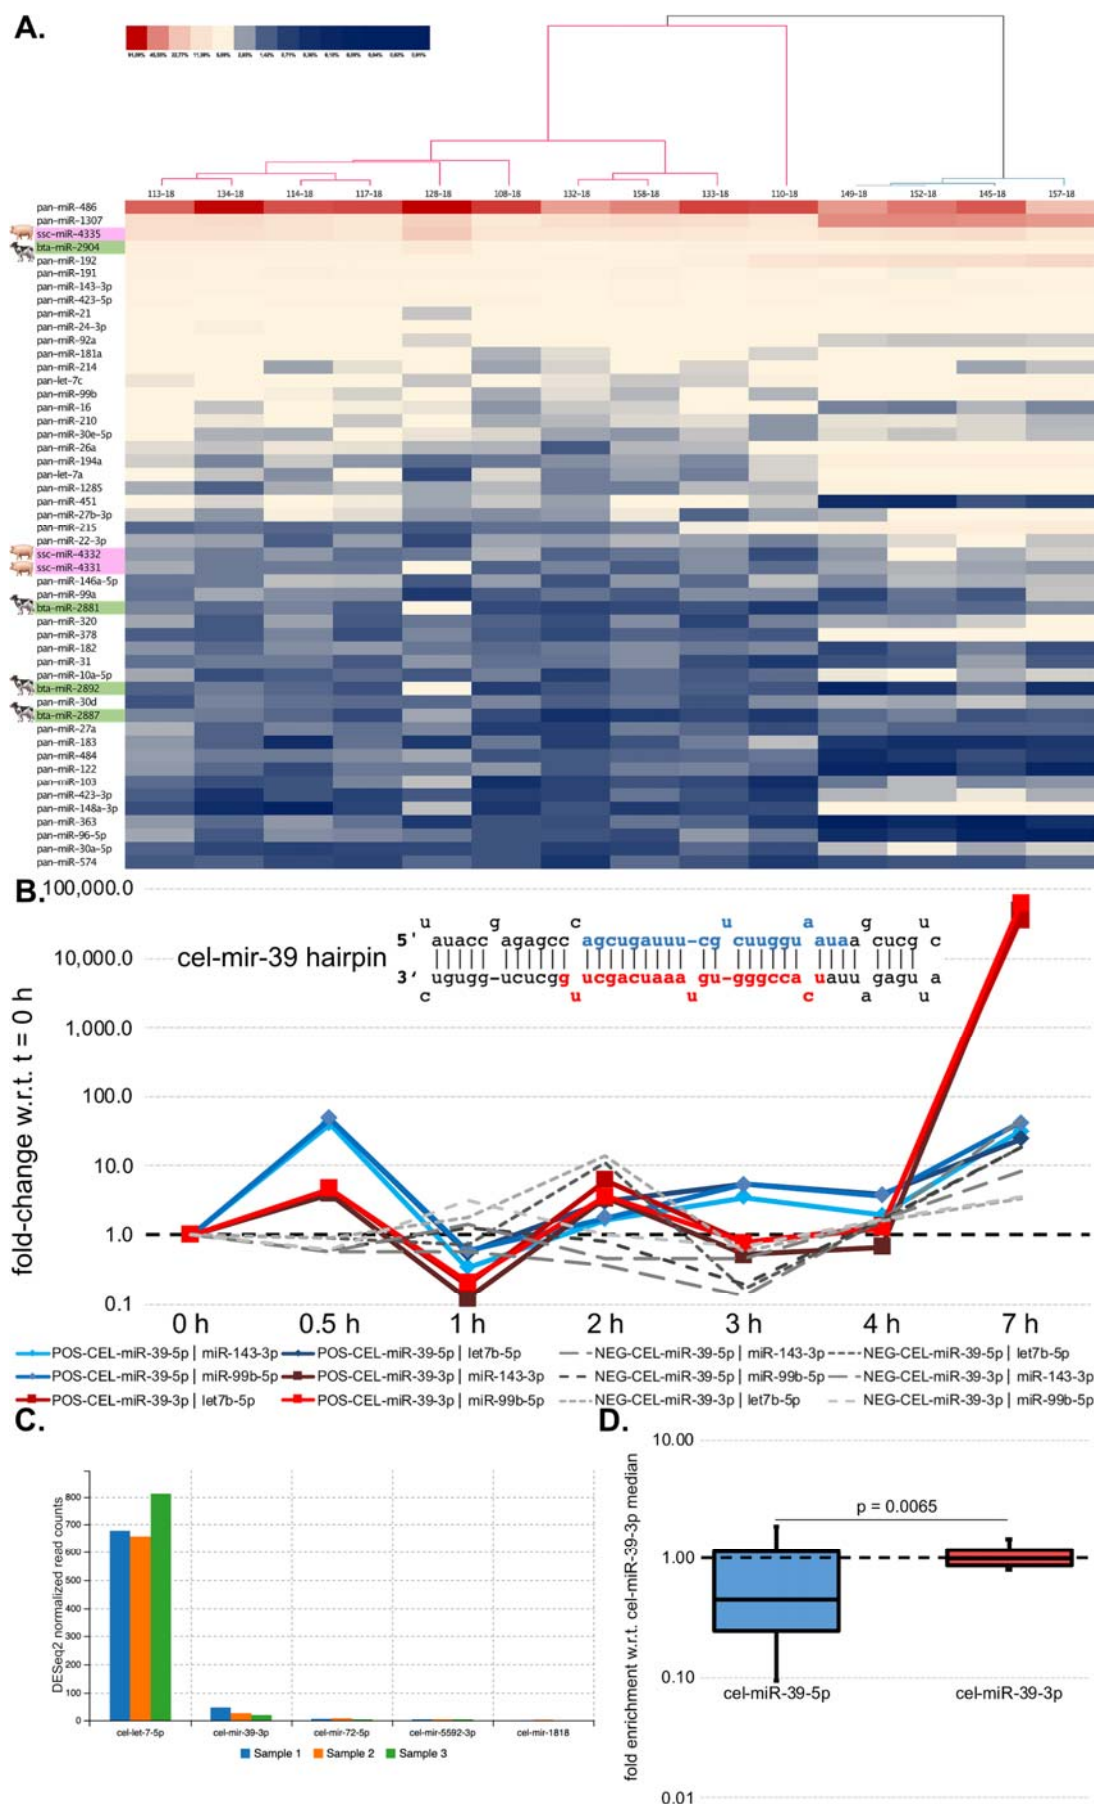 A.
113-18 134-18 114-18 117-18 128-18 108-18 132-18 158-18 133-18 110-18 149-18 152-18 145-18 157-18
pan-miR-486
pan-miR-1307
ssc-miR-4335
bta-miR-2904
pan-miR-192
pan-miR-191
pan-miR-143-3p
pan-miR-423-5p
pan-miR-21
pan-miR-24-3p
pan-miR-92a
pan-miR-181a
pan-miR-214
pan-let-7c
pan-miR-99b
pan-miR-16
pan-miR-210
pan-miR-30e-5p
pan-miR-26a
pan-miR-194a
pan-let-7a
pan-miR-1285
pan-miR-451
pan-miR-27b-3p
pan-miR-215
pan-miR-22-3p
ssc-miR-4332
ssc-miR-4331
pan-miR-146a-5p
pan-miR-99a
bta-miR-2881
pan-miR-320
pan-miR-378
pan-miR-182
pan-miR-31
pan-miR-10a-5p
bta-miR-2892
pan-miR-30d
bta-miR-2887
pan-miR-27a
pan-miR-183
pan-miR-484
pan-miR-122
pan-miR-103
pan-miR-423-3p
pan-miR-148a-3p
pan-miR-363
pan-miR-96-5p
pan-miR-30a-5p
pan-miR-574
B.
fold-change w.r.t. t = 0 h
100,000.0
10,000.0
1,000.0
100.0
10.0
1.0
0.1
cel-mir-39 hairpin
u g c u a g u
5' auacc agagcc agcugauuu-cg cuuggu auaa cucg c
3' ugugg-ucucgg ucgacuaaa gu-gggcca uauu gagu a
c u u c a u
0 h 0.5 h 1 h 2 h 3 h 4 h 7 h
POS-CEL-miR-39-5p | miR-143-3p POS-CEL-miR-39-5p | let7b-5p NEG-CEL-miR-39-5p | miR-143-3p NEG-CEL-miR-39-5p | let7b-5p
POS-CEL-miR-39-5p | miR-99b-5p POS-CEL-miR-39-3p | miR-143-3p NEG-CEL-miR-39-5p | miR-99b-5p NEG-CEL-miR-39-3p | miR-143-3p
POS-CEL-miR-39-3p | let7b-5p POS-CEL-miR-39-3p | miR-99b-5p NEG-CEL-miR-39-3p | let7b-5p NEG-CEL-miR-39-3p | miR-99b-5p
C.
DESeq2 normalized read counts
800
700
600
500
400
300
200
100
0
cel-let-7-5p cel-mir-39-3p cel-mir-72-5p cel-mir-5592-3p cel-mir-1818
Sample 1 Sample 2 Sample 3
D.
fold enrichment w.r.t. cel-miR-39-3p median
10.00
1.00
0.10
0.01
p = 0.0065
cel-miR-39-5p cel-miR-39-3p